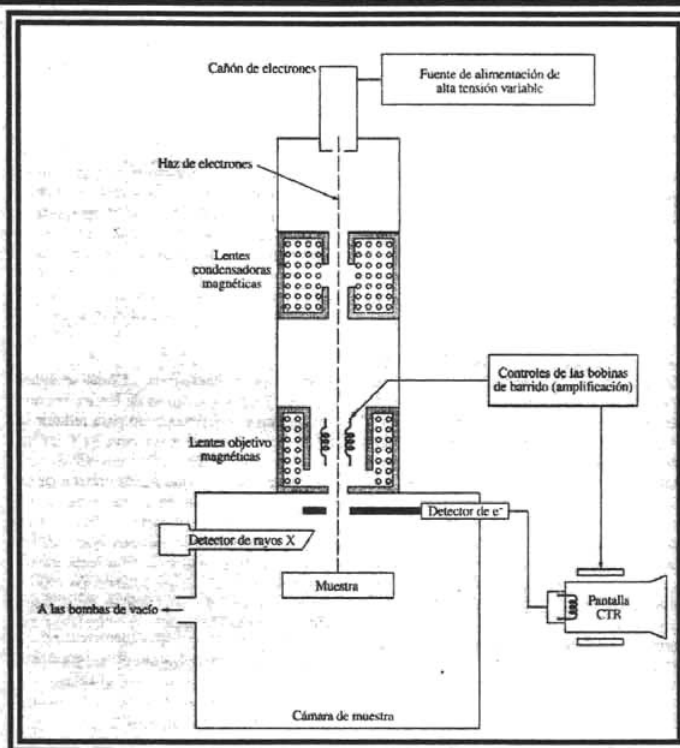 Cañón de electrones
Fuente de alimentación de
alta tensión variable
Haz de electrones
Lentes
condensadoras
magnéticas
Controles de las bobinas
de barrido (amplificación)
Lentes objetivo
magnéticas
Detector de e⁻
Detector de rayos X
Muestra
A las bombas de vacío
Pantalla
CTR
Cámara de muestra